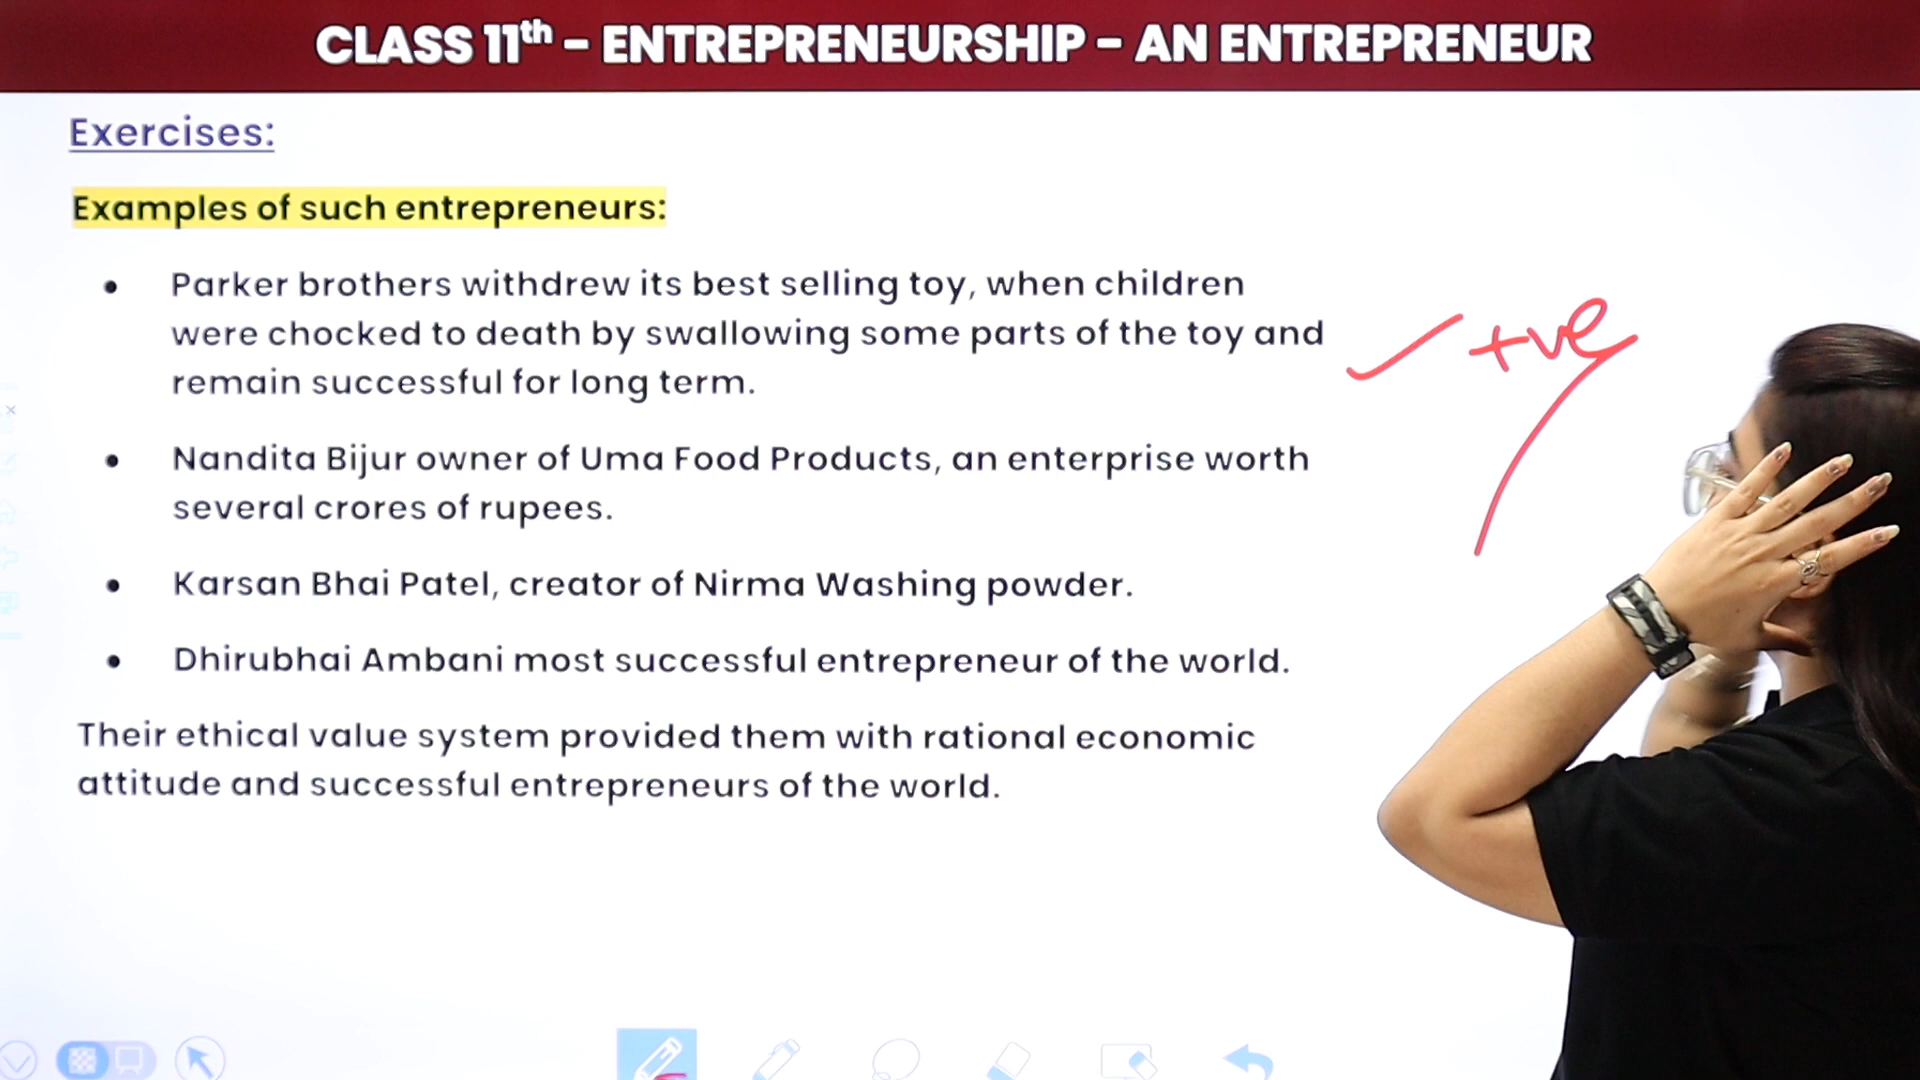 CLASS 11th – ENTREPRENEURSHIP – AN ENTREPRENEUR
Exercises:
Examples of such entrepreneurs:
• Parker brothers withdrew its best selling toy, when children
were chocked to death by swallowing some parts of the toy and
remain successful for long term.
+ve
• Nandita Bijur owner of Uma Food Products, an enterprise worth
several crores of rupees.
• Karsan Bhai Patel, creator of Nirma Washing powder.
• Dhirubhai Ambani most successful entrepreneur of the world.
Their ethical value system provided them with rational economic
attitude and successful entrepreneurs of the world.